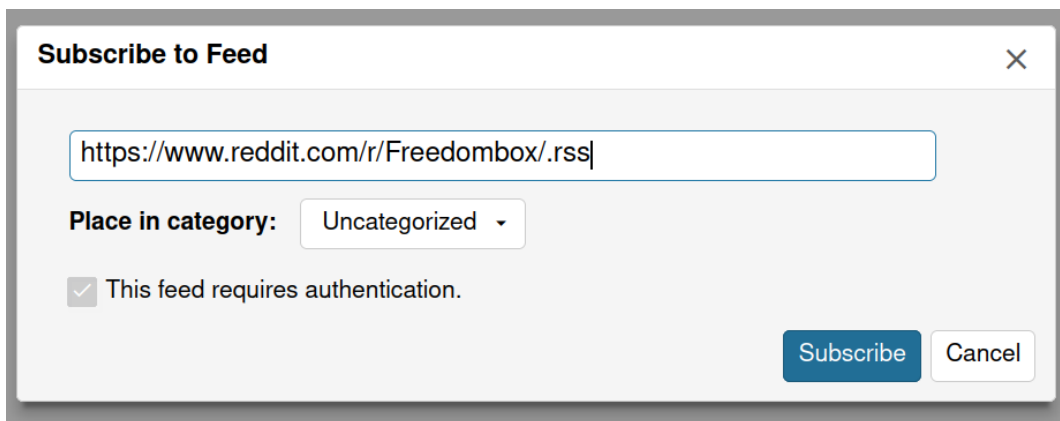 Subscribe to Feed
https://www.reddit.com/r/Freedombox/.rss
Place in category: Uncategorized
This feed requires authentication.
Subscribe Cancel